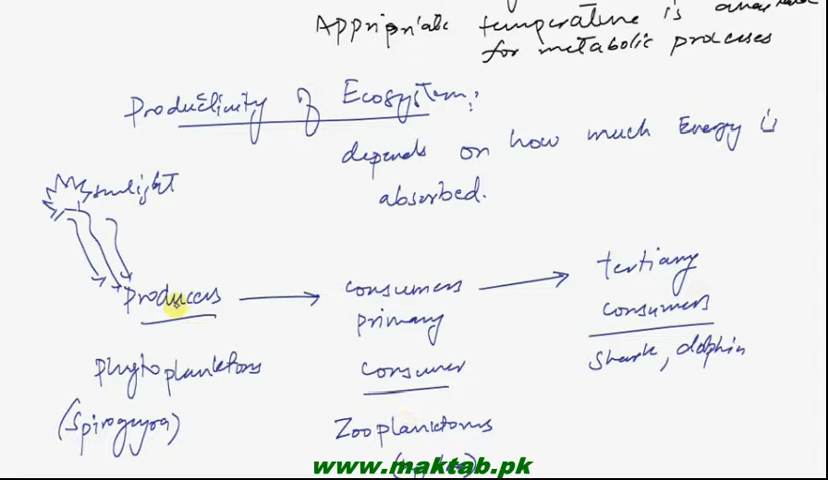 Appripriate temperature is
for metabolic processes
Productivity of Ecosystem:
depends on how much Energy is
absorbed.
sunlight
Producers
consumers
primary
consumer
tertiary
consumers
Phytoplanktons
(Spirogyra)
Zooplanktons
Shark, dolphin
www.maktab.pk